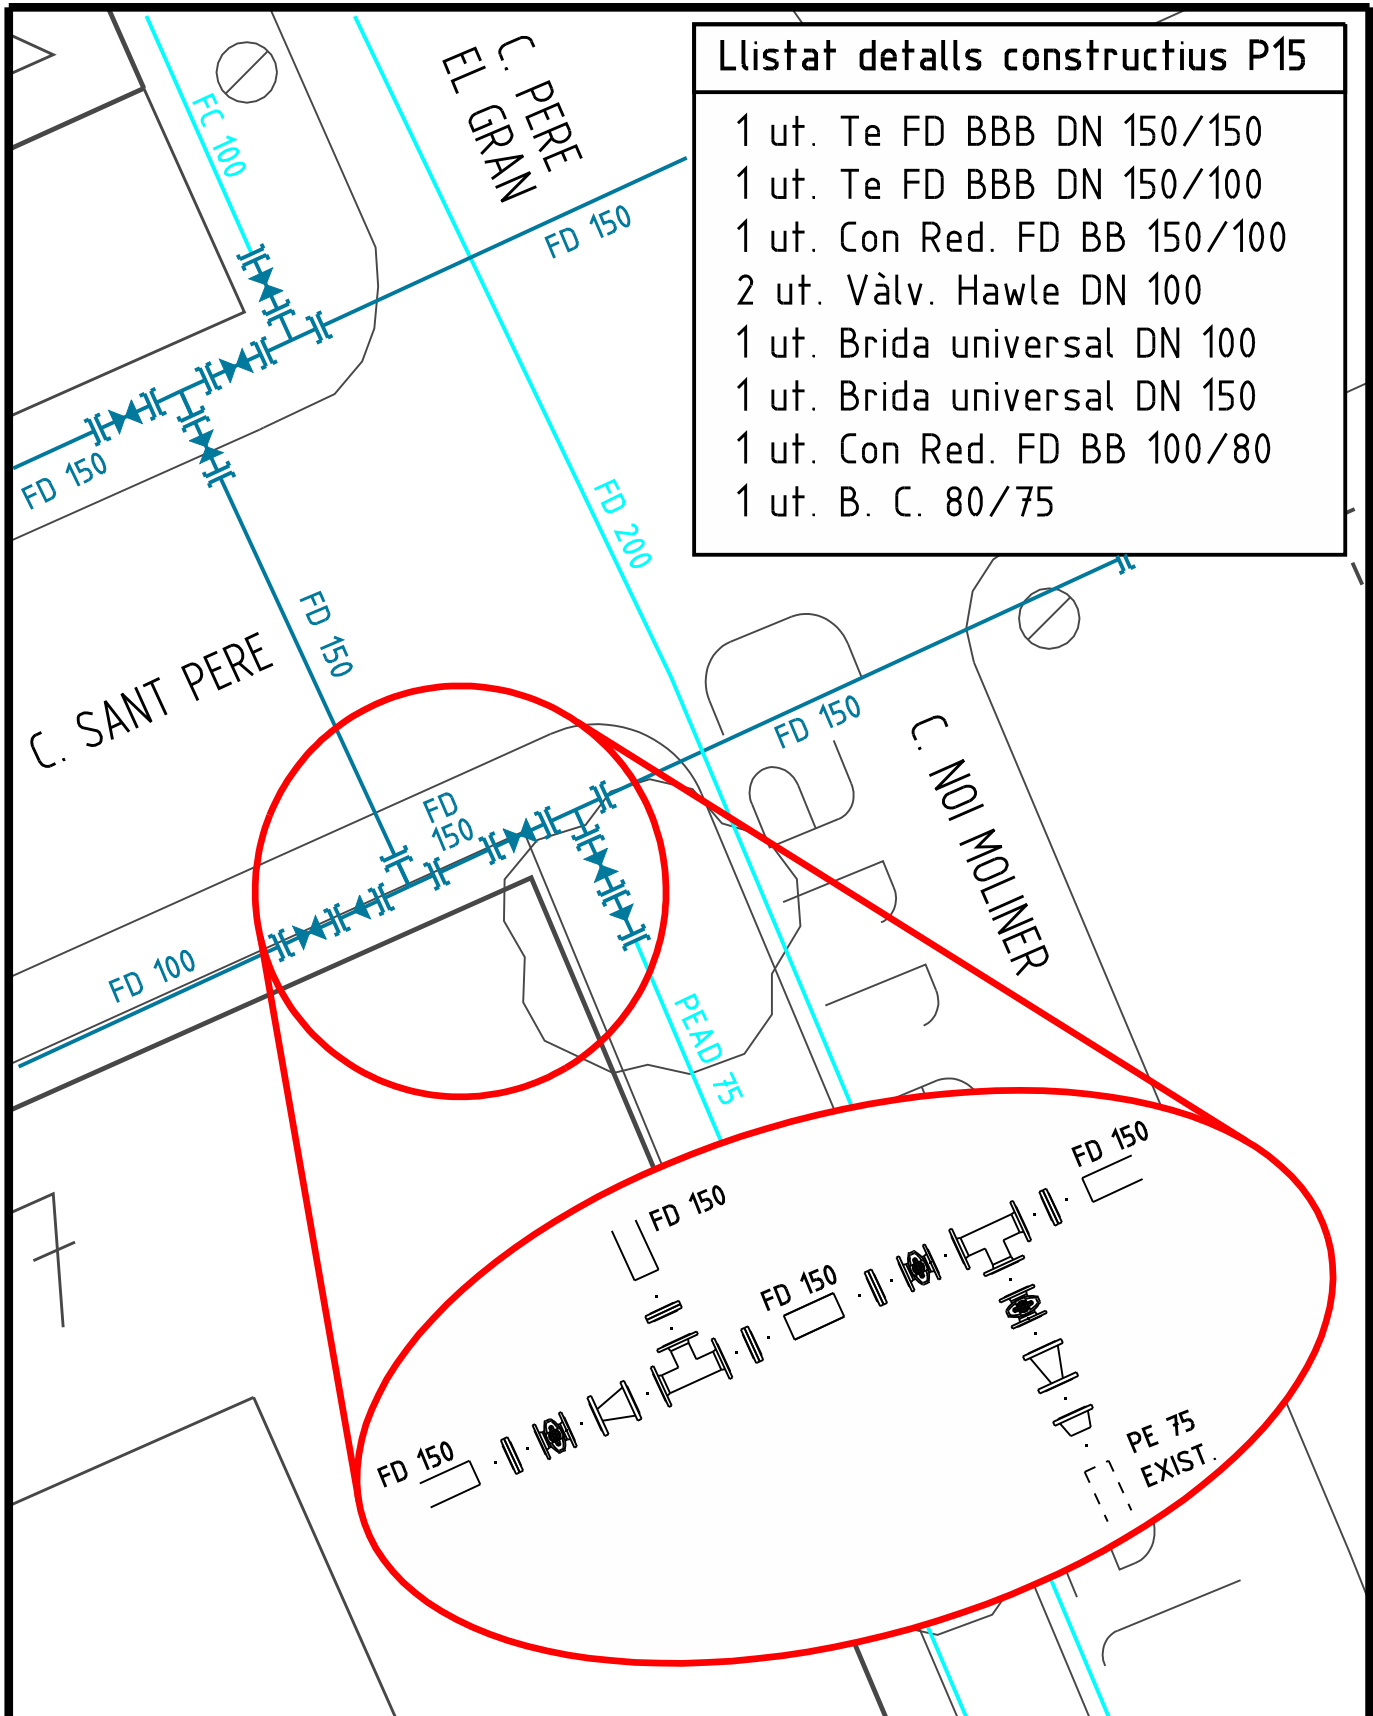 Llistat detalls constructius P15
1 ut. Te FD BBB DN 150/150
1 ut. Te FD BBB DN 150/100
1 ut. Con Red. FD BB 150/100
2 ut. Vàlv. Hawle DN 100
1 ut. Brida universal DN 100
1 ut. Brida universal DN 150
1 ut. Con Red. FD BB 100/80
1 ut. B. C. 80/75
C. PERE
EL GRAN
FC 100
FD 150
FD 150
FD 200
FD 150
C. SANT PERE
FD 150
C. NOI MOLINER
FD
150
FD 100
PEAD 75
FD 150
FD 150
FD 150
FD 150
PE 75
EXIST.